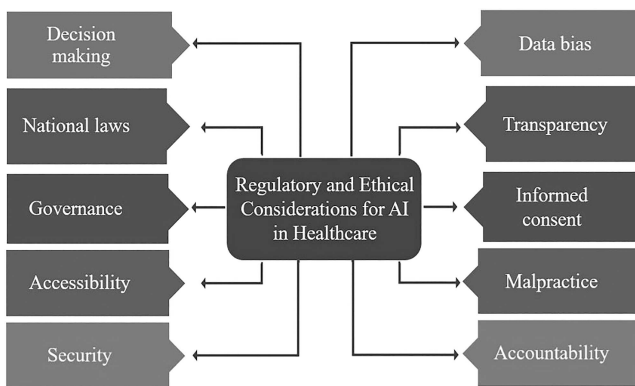 Decision
making
National laws
Governance
Accessibility
Security
Regulatory and Ethical
Considerations for AI
in Healthcare
Data bias
Transparency
Informed
consent
Malpractice
Accountability